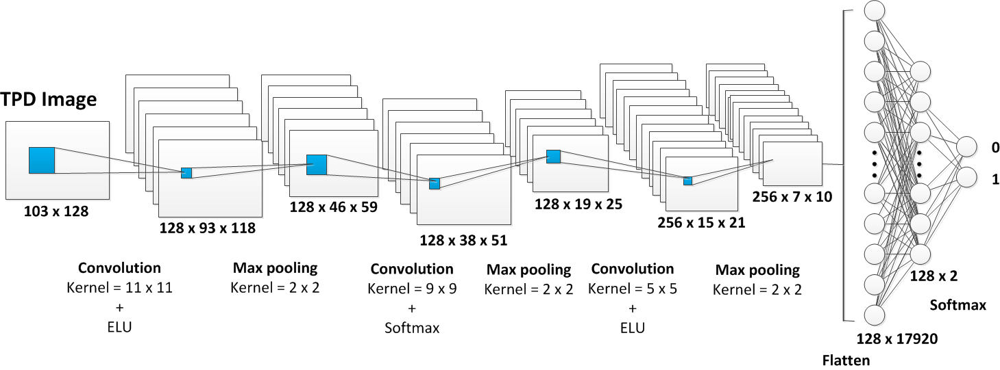 TPD Image
103 x 128
128 x 93 x 118
128 x 46 x 59
128 x 38 x 51
128 x 19 x 25
256 x 15 x 21
256 x 7 x 10
0
1
Convolution
Kernel = 11 x 11
+
ELU
Max pooling
Kernel = 2 x 2
Convolution
Kernel = 9 x 9
+
Softmax
Max pooling
Kernel = 2 x 2
Convolution
Kernel = 5 x 5
+
ELU
Max pooling
Kernel = 2 x 2
128 x 2
Softmax
128 x 17920
Flatten